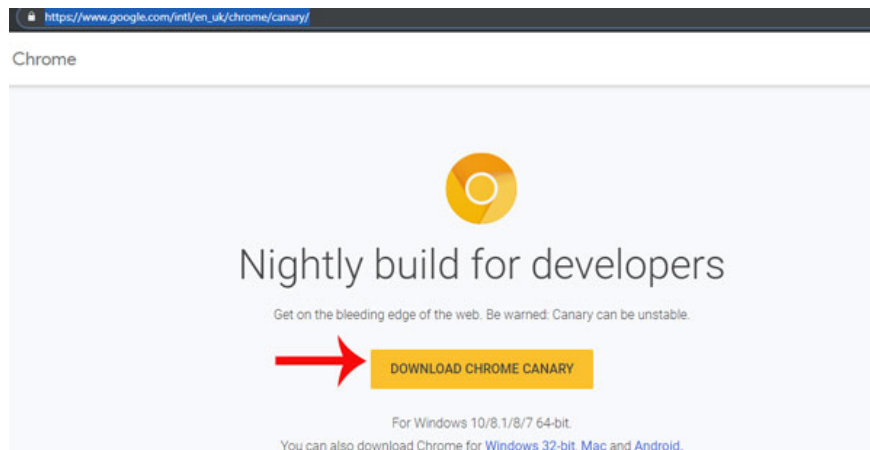 https://www.google.com/intl/en_uk/chrome/canary/
Chrome
Nightly build for developers
Get on the bleeding edge of the web. Be warned: Canary can be unstable.
DOWNLOAD CHROME CANARY
For Windows 10/8.1/8/7 64-bit.
You can also download Chrome for Windows 32-bit, Mac and Android.